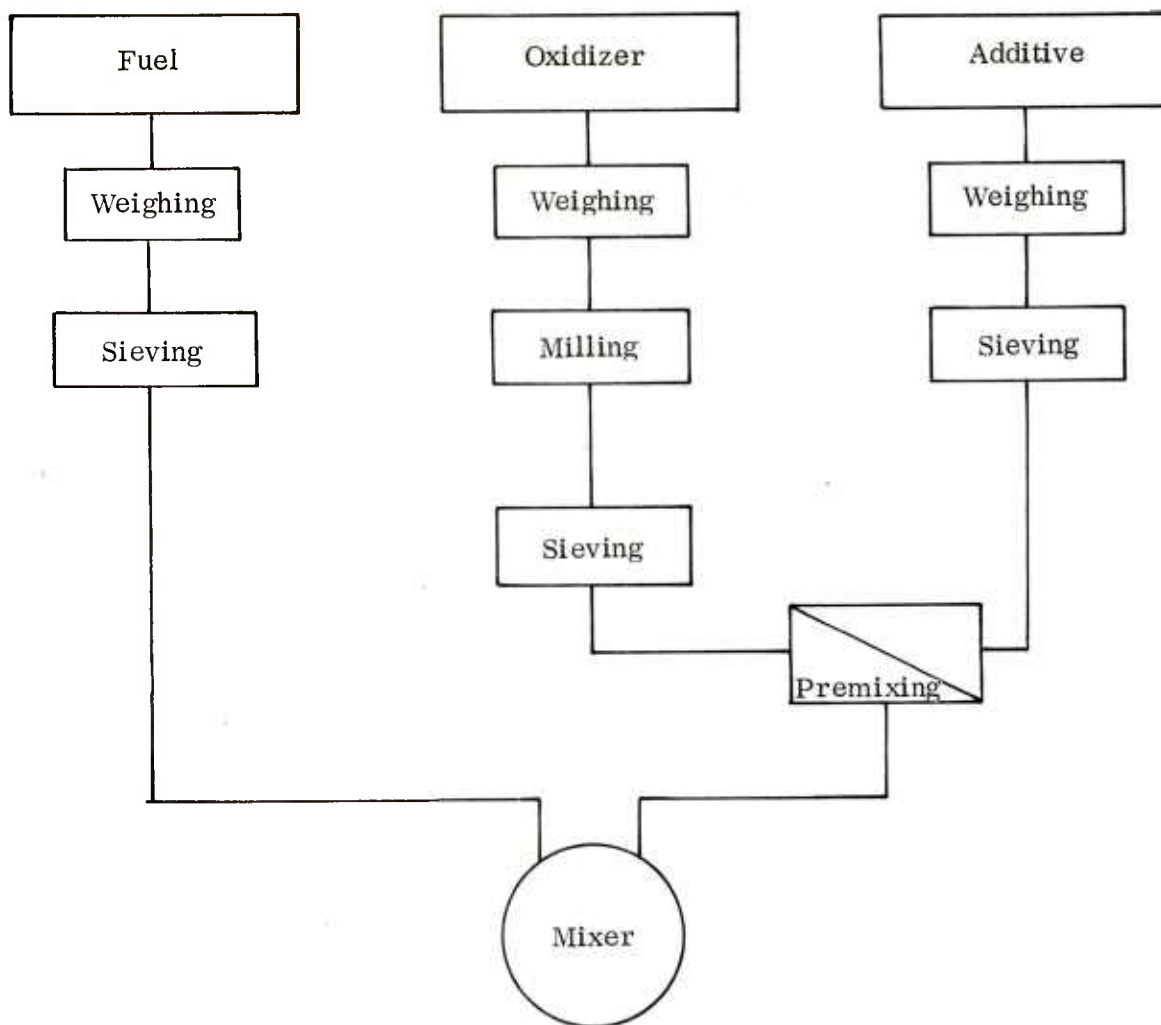 Fuel
Oxidizer
Additive
Weighing
Weighing
Weighing
Sieving
Milling
Sieving
Sieving
Premixing
Mixer